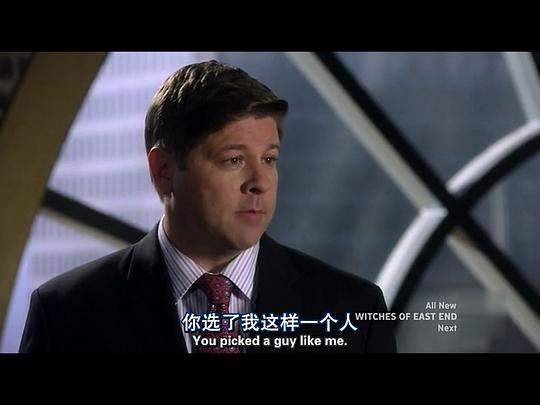 All New
WITCHES OF EAST END
Next
你选了我这样一个人
You picked a guy like me.